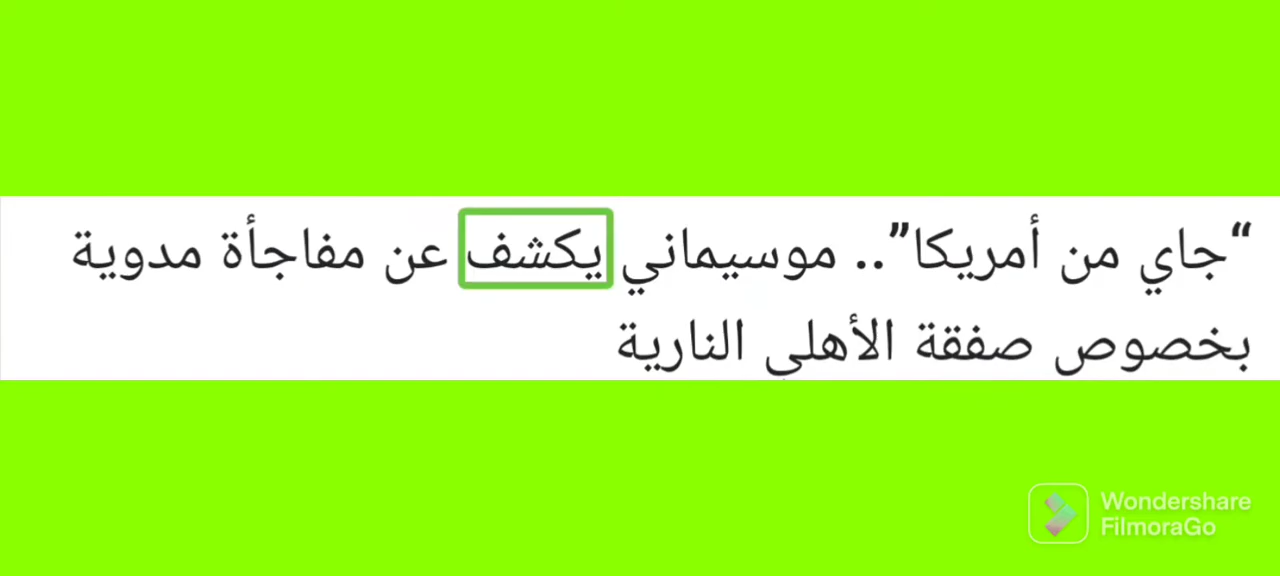 “جاي من أمريكا”.. موسيماني يكشف عن مفاجأة مدوية
بخصوص صفقة الأهلي النارية
Wondershare
FilmoraGo